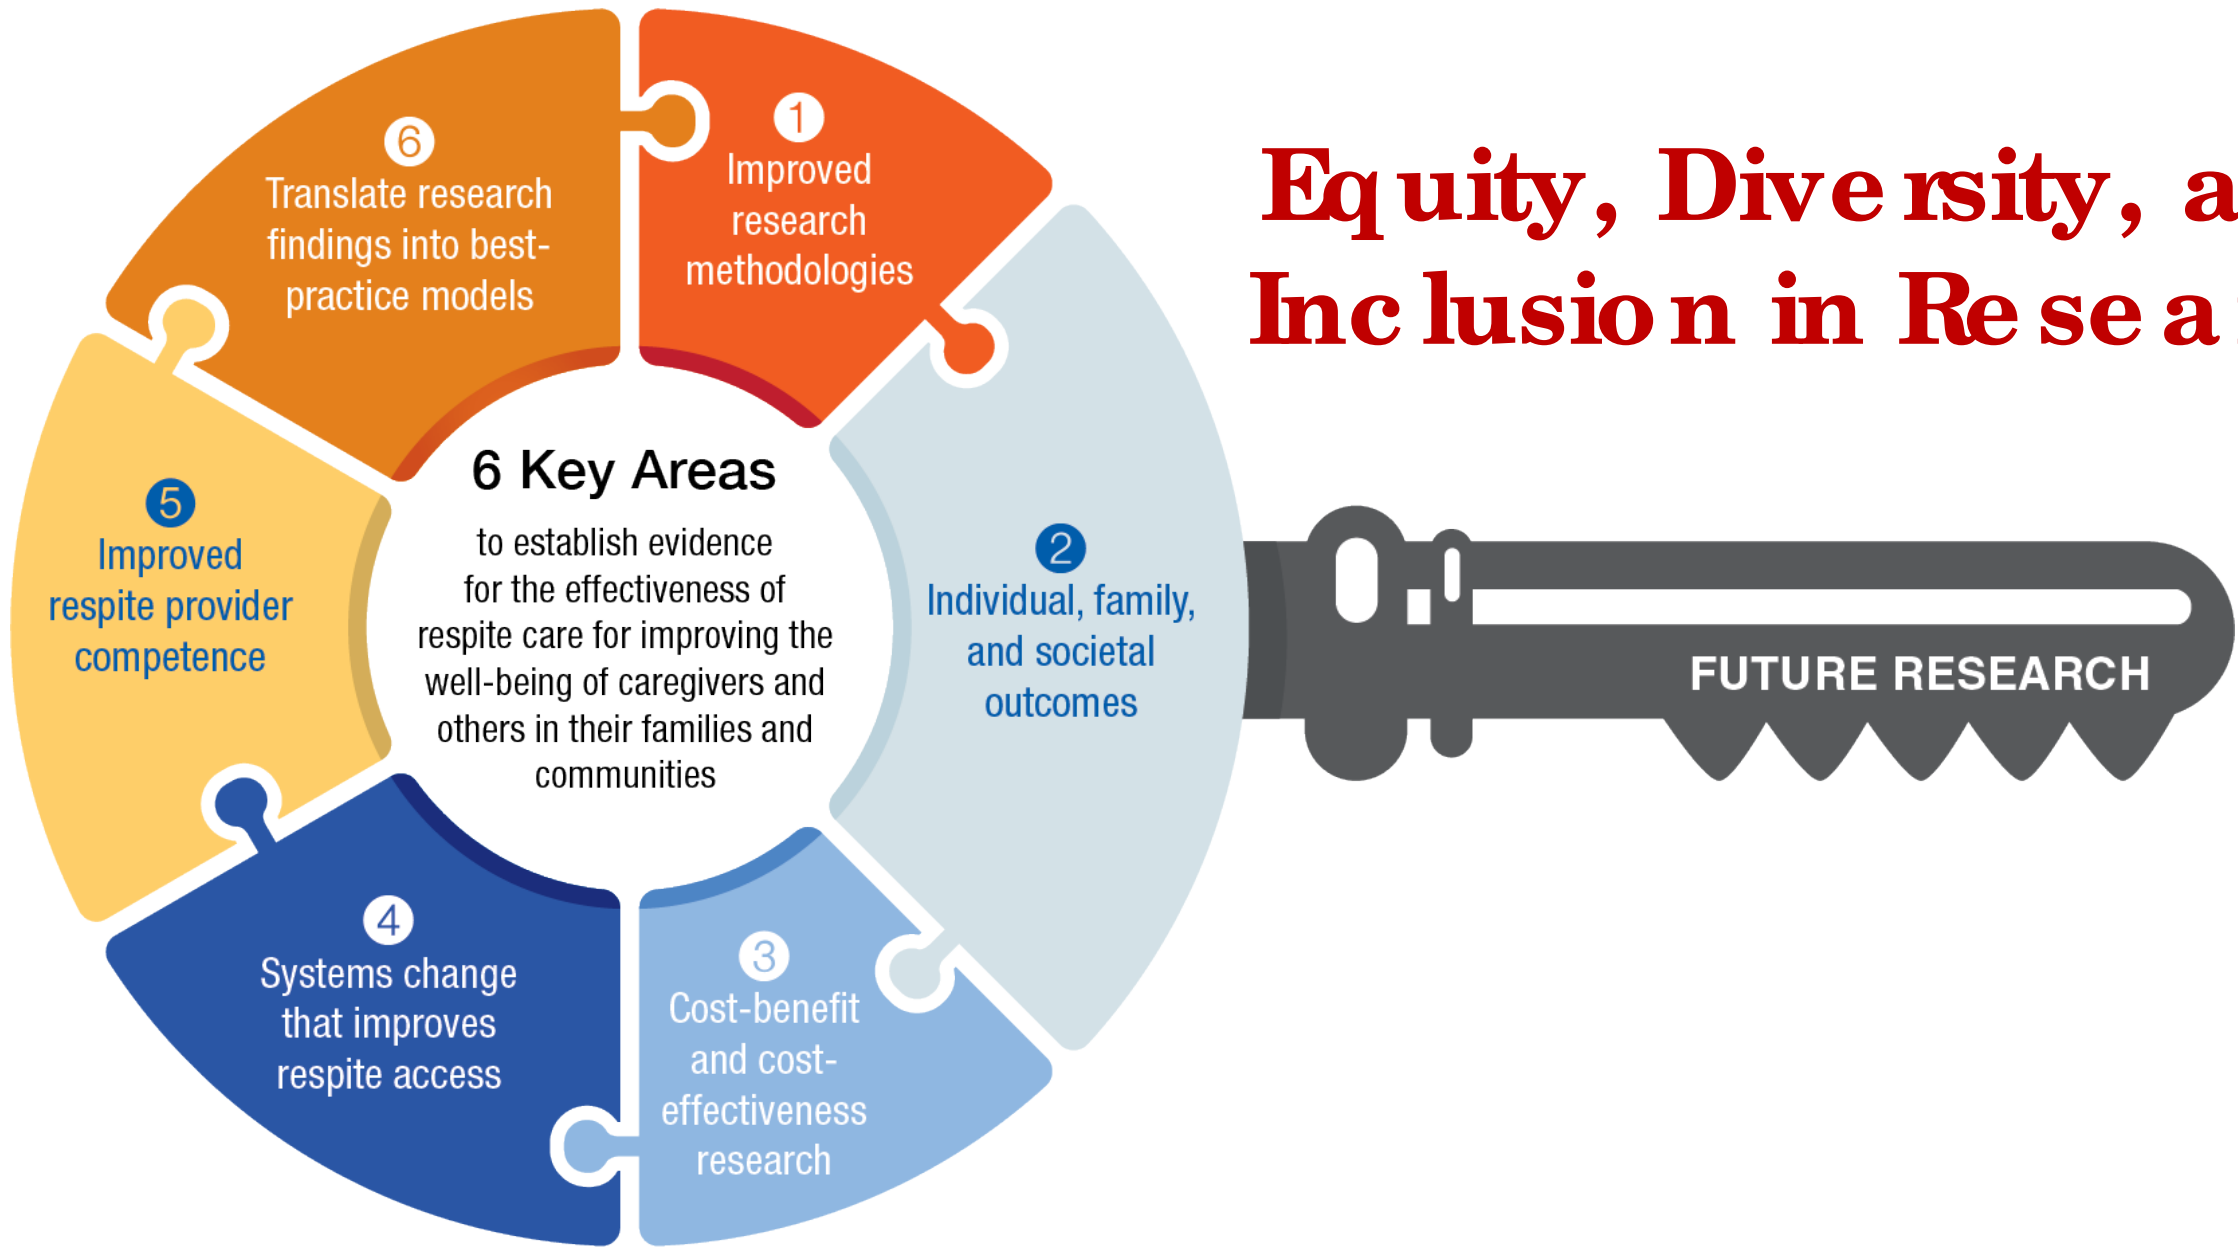 Equity, Diversity, a
Inclusion in Resea
1
Improved
research
methodologies
2
Individual, family,
and societal
outcomes
3
Cost-benefit
and cost-
effectiveness
research
4
Systems change
that improves
respite access
5
Improved
respite provider
competence
6
Translate research
findings into best-
practice models
6 Key Areas
to establish evidence
for the effectiveness of
respite care for improving the
well-being of caregivers and
others in their families and
communities
FUTURE RESEARCH